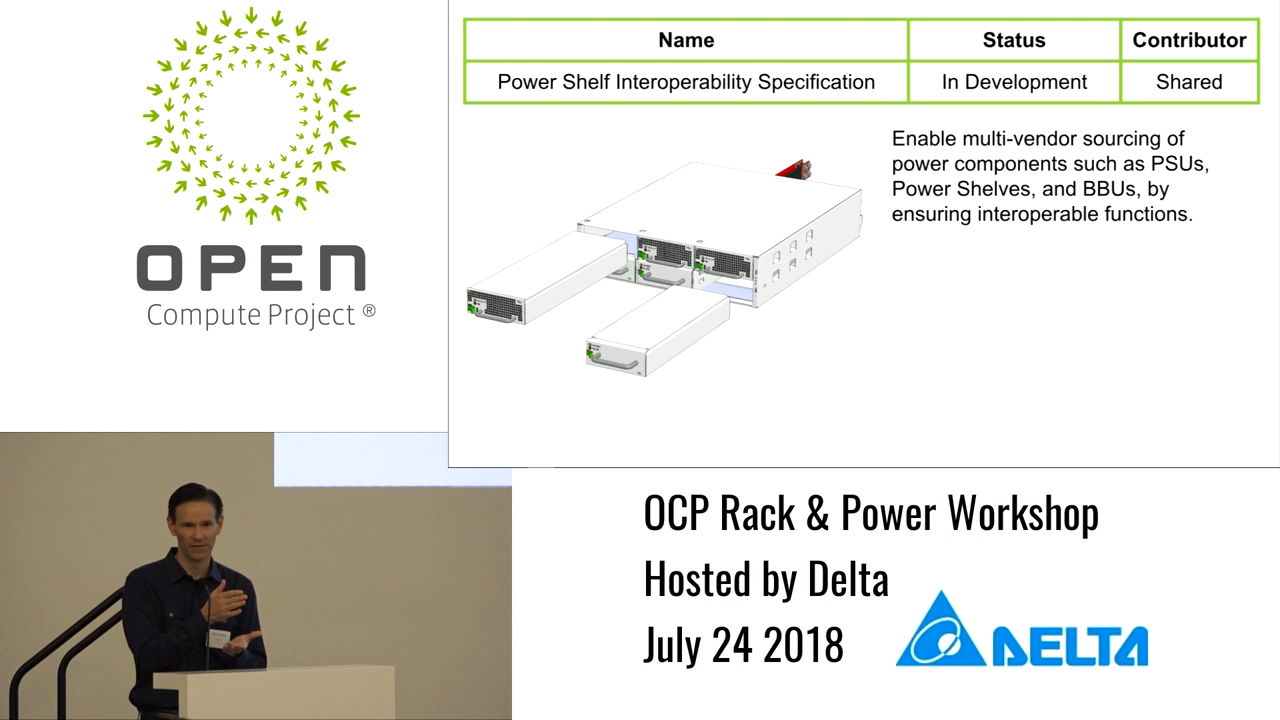 OPEN
Compute Project ®
Name Status Contributor
Power Shelf Interoperability Specification In Development Shared
Enable multi-vendor sourcing of
power components such as PSUs,
Power Shelves, and BBUs, by
ensuring interoperable functions.
OCP Rack & Power Workshop
Hosted by Delta
July 24 2018
DELTA